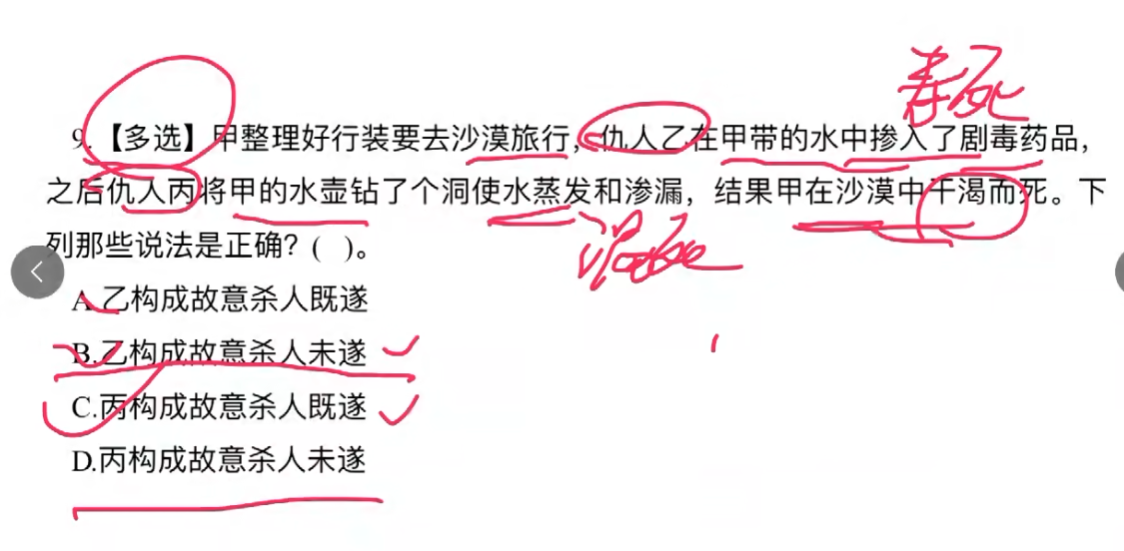 毒死
9.【多选】甲整理好行装要去沙漠旅行，仇人乙在甲带的水中掺入了剧毒药品，
之后仇人丙将甲的水壶钻了个洞使水蒸发和渗漏，结果甲在沙漠中干渴而死。下
列那些说法是正确？( )。
渴死
A.乙构成故意杀人既遂
B.乙构成故意杀人未遂
C.丙构成故意杀人既遂
D.丙构成故意杀人未遂